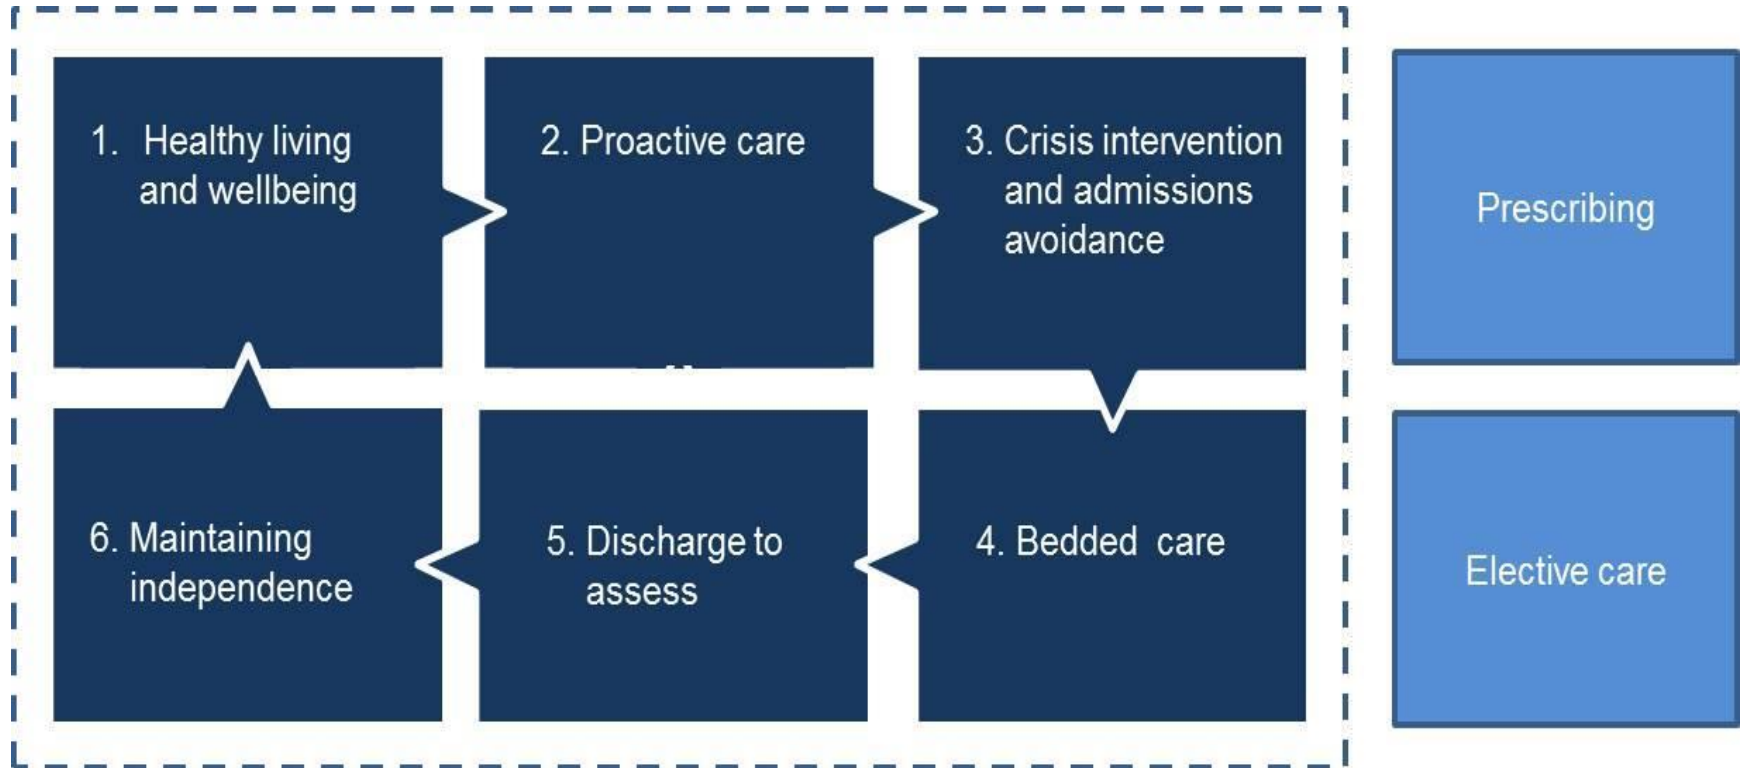 1. Healthy living
and wellbeing
2. Proactive care
3. Crisis intervention
and admissions
avoidance
Prescribing
6. Maintaining
independence
5. Discharge to
assess
4. Bedded care
Elective care